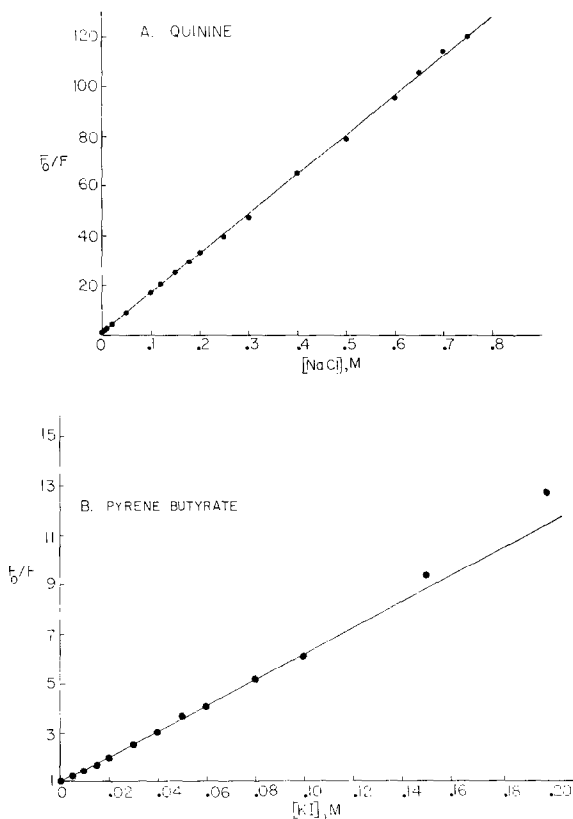 A. QUININE
120
100
80
F₀/F
60
40
20
0 .1 .2 .3 .4 .5 .6 .7 .8
[NaCl], M
15
13
B. PYRENE BUTYRATE
11
F₀/F
9
7
5
3
1
0 .02 .04 .06 .08 .10 .12 .14 .16 .18 .20
[KI], M